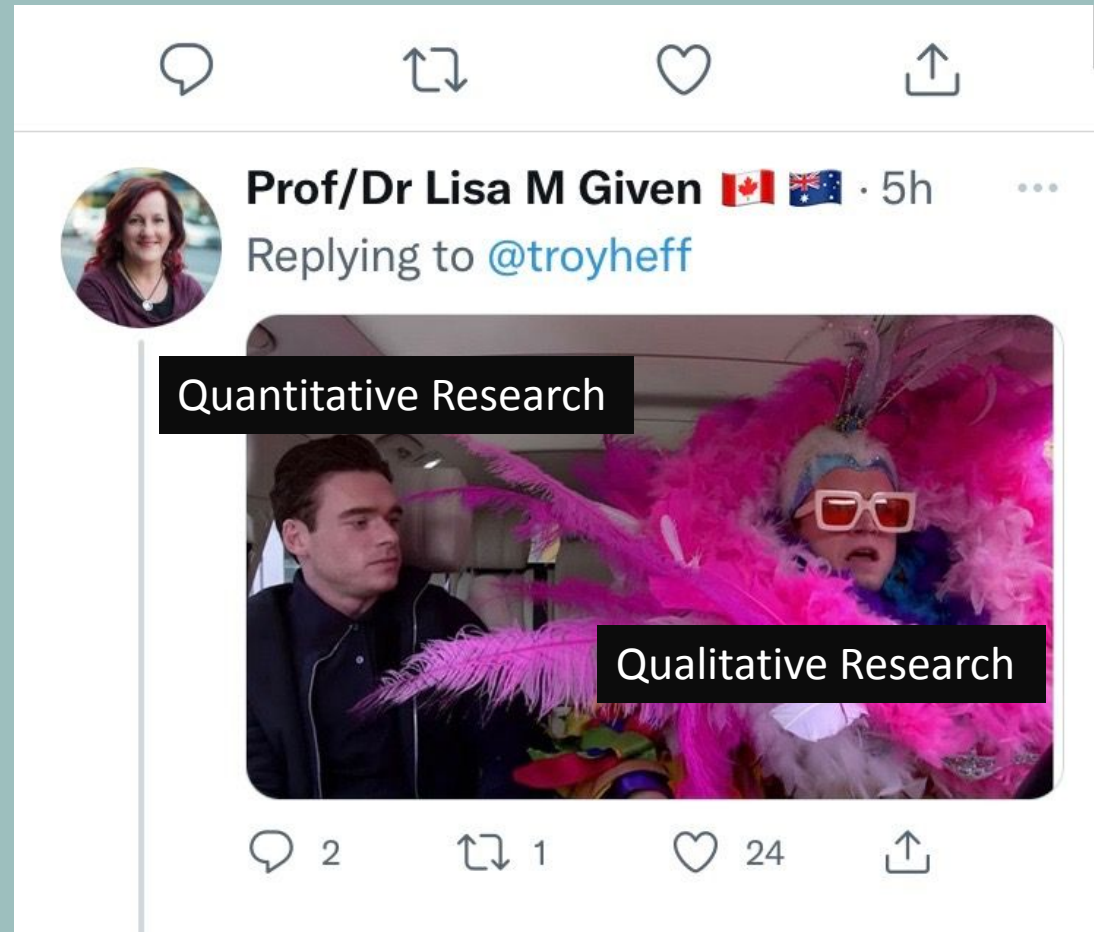 Prof/Dr Lisa M Given 🇨🇦 🇦🇺 · 5h
Replying to @troyheff
Quantitative Research
Qualitative Research
2 1 24